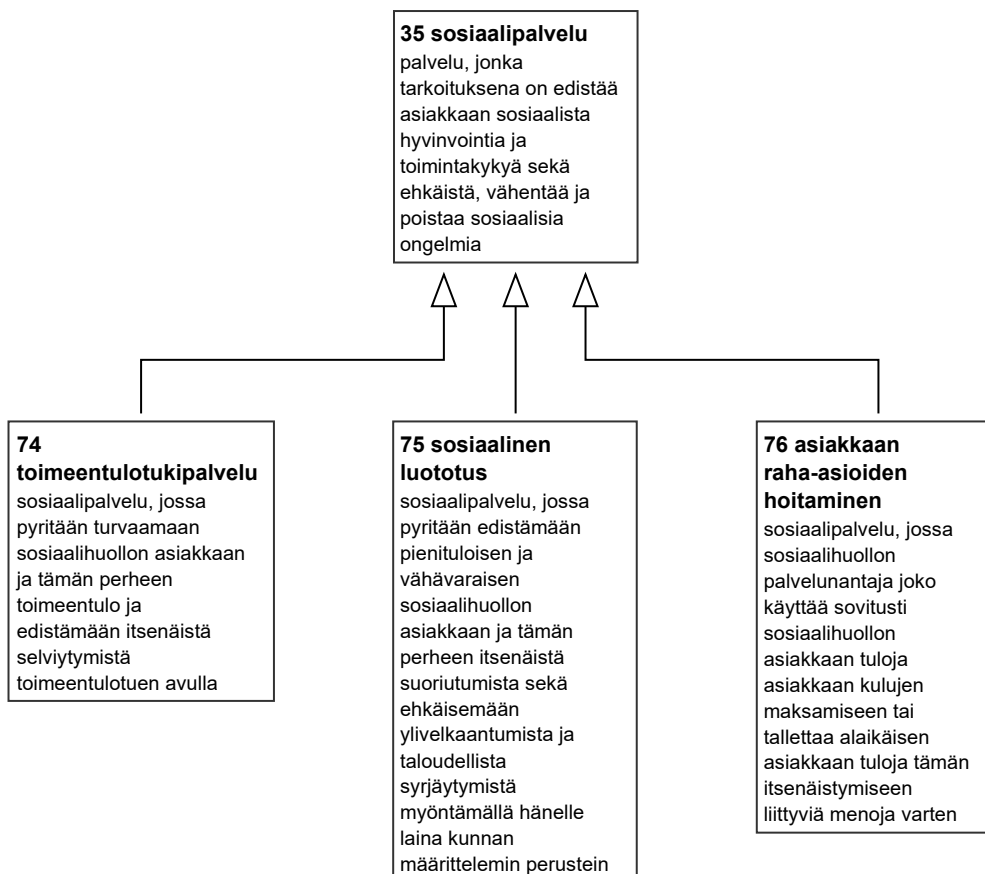 35 sosiaalipalvelu
palvelu, jonka
tarkoituksena on edistää
asiakkaan sosiaalista
hyvinvointia ja
toimintakykyä sekä
ehkäistä, vähentää ja
poistaa sosiaalisia
ongelmia
74
toimeentulotukipalvelu
sosiaalipalvelu, jossa
pyritään turvaamaan
sosiaalihuollon asiakkaan
ja tämän perheen
toimeentulo ja
edistämään itsenäistä
selviytymistä
toimeentulotuen avulla
75 sosiaalinen
luototus
sosiaalipalvelu, jossa
pyritään edistämään
pienituloisen ja
vähävaraisen
sosiaalihuollon
asiakkaan ja tämän
perheen itsenäistä
suoriutumista sekä
ehkäisemään
ylivelkaantumista ja
taloudellista
syrjäytymistä
myöntämällä hänelle
laina kunnan
määrittelemin perustein
76 asiakkaan
raha-asioiden
hoitaminen
sosiaalipalvelu, jossa
sosiaalihuollon
palvelunantaja joko
käyttää sovitusti
sosiaalihuollon
asiakkaan tuloja
asiakkaan kulujen
maksamiseen tai
tallettaa alaikäisen
asiakkaan tuloja tämän
itsenäistymiseen
liittyviä menoja varten